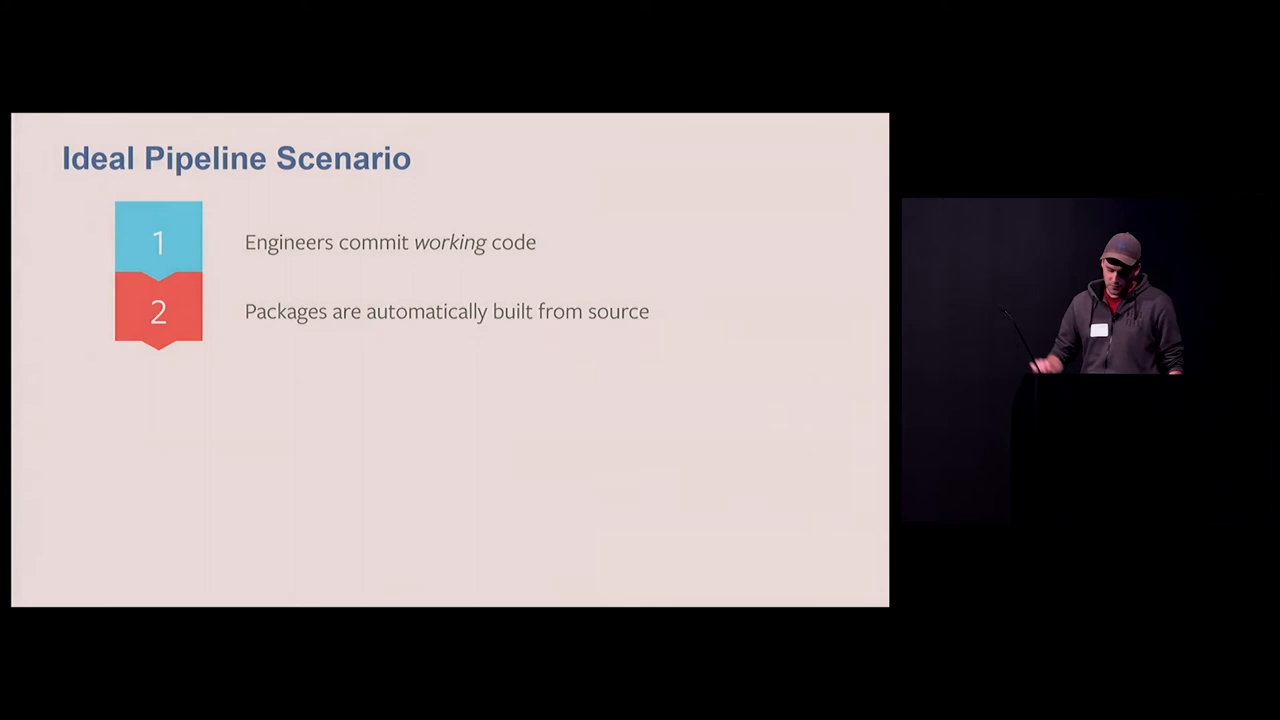 Ideal Pipeline Scenario
1
Engineers commit working code
2
Packages are automatically built from source